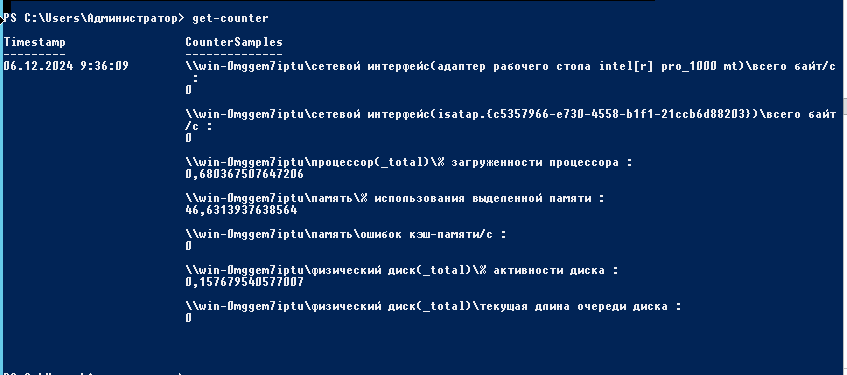 PS C:\Users\Администратор> get-counter
Timestamp CounterSamples
--------- --------------
06.12.2024 9:36:09 \\win-0mggem7iptu\сетевой интерфейс(адаптер рабочего стола intel[r] pro_1000 mt)\всего байт/с
:
0
\\win-0mggem7iptu\сетевой интерфейс(isatap.{c5357966-e730-4558-b1f1-21ccb6d88203})\всего байт
/с :
0
\\win-0mggem7iptu\процессор(_total)\% загруженности процессора :
0,680367507647206
\\win-0mggem7iptu\память\% использования выделенной памяти :
46,6313937638564
\\win-0mggem7iptu\память\ошибок кэш-памяти/с :
0
\\win-0mggem7iptu\физический диск(_total)\% активности диска :
0,157679540577007
\\win-0mggem7iptu\физический диск(_total)\текущая длина очереди диска :
0
PS C:\Users\Администратор>